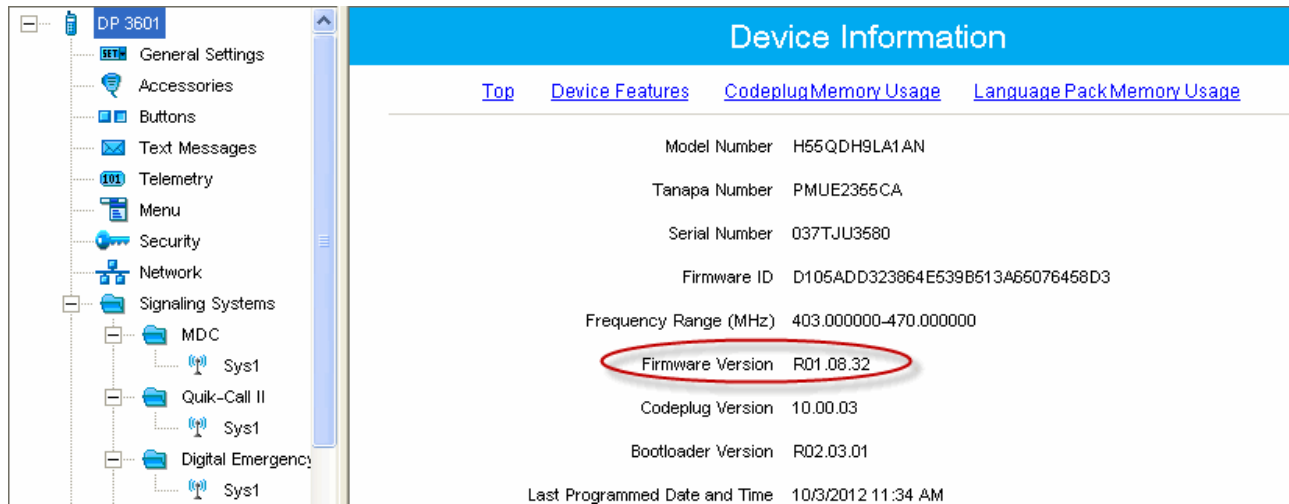 DP 3601
General Settings
Accessories
Buttons
Text Messages
Telemetry
Menu
Security
Network
Signaling Systems
MDC
Sys1
Quik-Call II
Sys1
Digital Emergency
Sys1
Device Information
Top Device Features Codeplug Memory Usage Language Pack Memory Usage
Model Number H55QDH9LA1AN
Tanapa Number PMUE2355CA
Serial Number 037TJU3580
Firmware ID D105ADD323864E539B513A65076458D3
Frequency Range (MHz) 403.000000-470.000000
Firmware Version R01.08.32
Codeplug Version 10.00.03
Bootloader Version R02.03.01
Last Programmed Date and Time 10/3/2012 11:34 AM